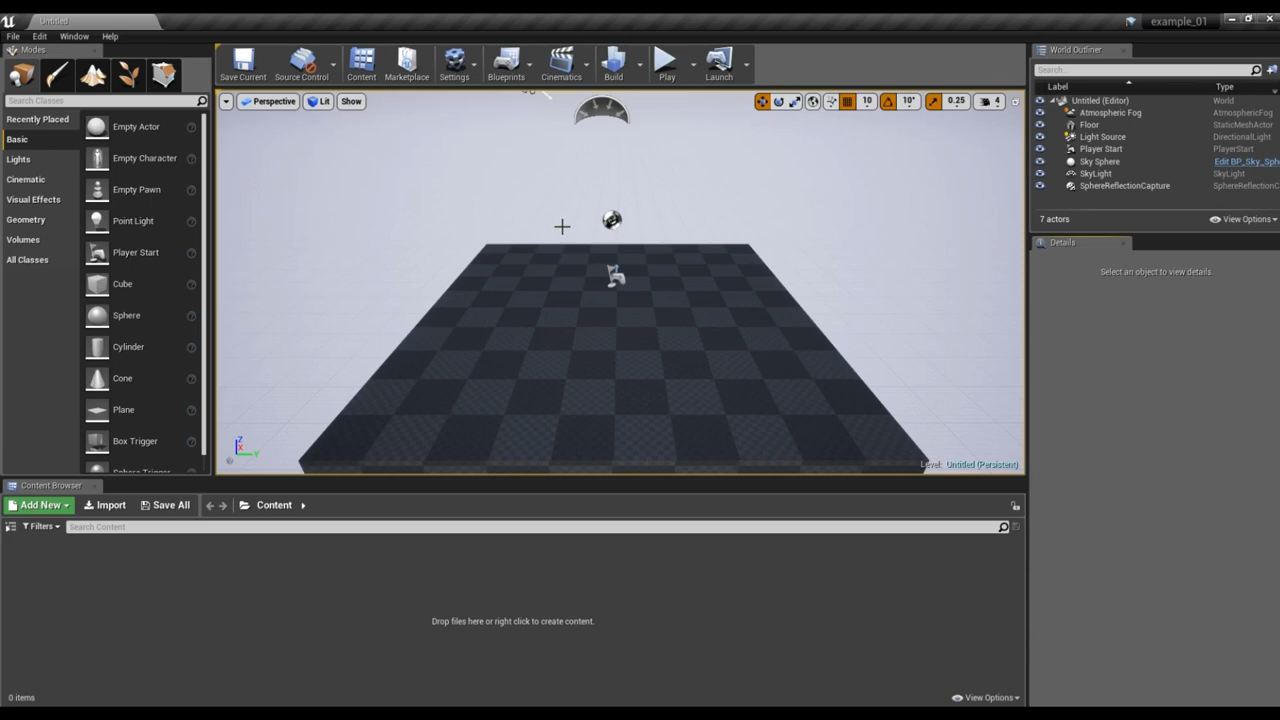 Untitled
example_01
File Edit Window Help
Modes
Search Classes
Recently Placed
Basic
Lights
Cinematic
Visual Effects
Geometry
Volumes
All Classes
Empty Actor
Empty Character
Empty Pawn
Point Light
Player Start
Cube
Sphere
Cylinder
Cone
Plane
Box Trigger
Sphere Trigger
Save Current
Source Control
Content
Marketplace
Settings
Blueprints
Cinematics
Build
Play
Launch
Perspective Lit Show
10 10° 0.25 4
Z
X
Y
Level: Untitled (Persistent)
World Outliner
Search...
Label Type
Untitled (Editor) World
Atmospheric Fog AtmosphericFog
Floor StaticMeshActor
Light Source DirectionalLight
Player Start PlayerStart
Sky Sphere Edit BP_Sky_Sph
SkyLight SkyLight
SphereReflectionCapture SphereReflectionC
7 actors View Options
Details
Select an object to view details.
Content Browser
Add New Import Save All Content
Filters Search Content
Drop files here or right click to create content.
0 items View Options